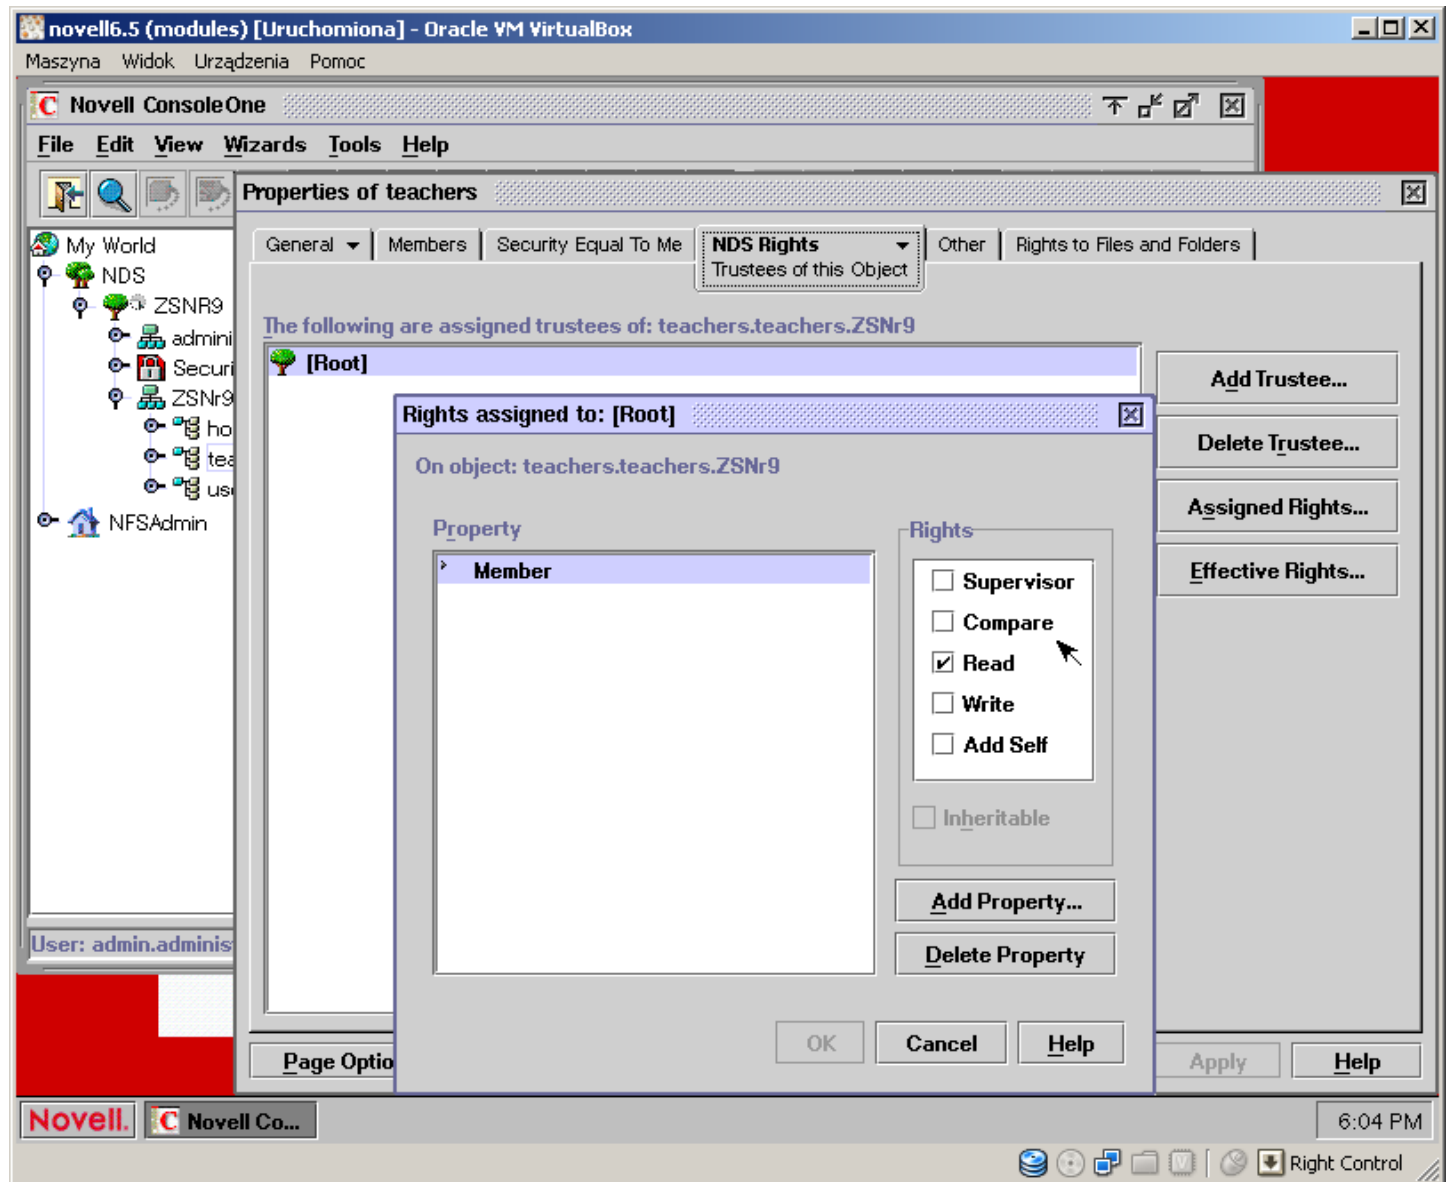 novell6.5 (modules) [Uruchomiona] - Oracle VM VirtualBox
Maszyna Widok Urządzenia Pomoc
Novell ConsoleOne
File Edit View Wizards Tools Help
Properties of teachers
My World
NDS
ZSNR9
admini
Securi
ZSNr9
ho
tea
use
NFSAdmin
User: admin.adminis
General Members Security Equal To Me NDS Rights Other Rights to Files and Folders
Trustees of this Object
The following are assigned trustees of: teachers.teachers.ZSNr9
[Root]
Add Trustee...
Delete Trustee...
Assigned Rights...
Effective Rights...
Rights assigned to: [Root]
On object: teachers.teachers.ZSNr9
Property
Member
Rights
Supervisor
Compare
Read
Write
Add Self
Inheritable
Add Property...
Delete Property
OK Cancel Help
Page Optio
Apply Help
Novell. Novell Co...
6:04 PM
Right Control